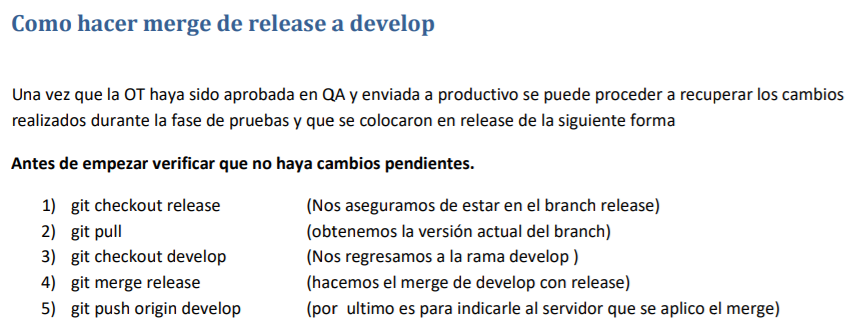 Como hacer merge de release a develop
Una vez que la OT haya sido aprobada en QA y enviada a productivo se puede proceder a recuperar los cambios
realizados durante la fase de pruebas y que se colocaron en release de la siguiente forma
Antes de empezar verificar que no haya cambios pendientes.
1) git checkout release (Nos aseguramos de estar en el branch release)
2) git pull (obtenemos la versión actual del branch)
3) git checkout develop (Nos regresamos a la rama develop )
4) git merge release (hacemos el merge de develop con release)
5) git push origin develop (por ultimo es para indicarle al servidor que se aplico el merge)